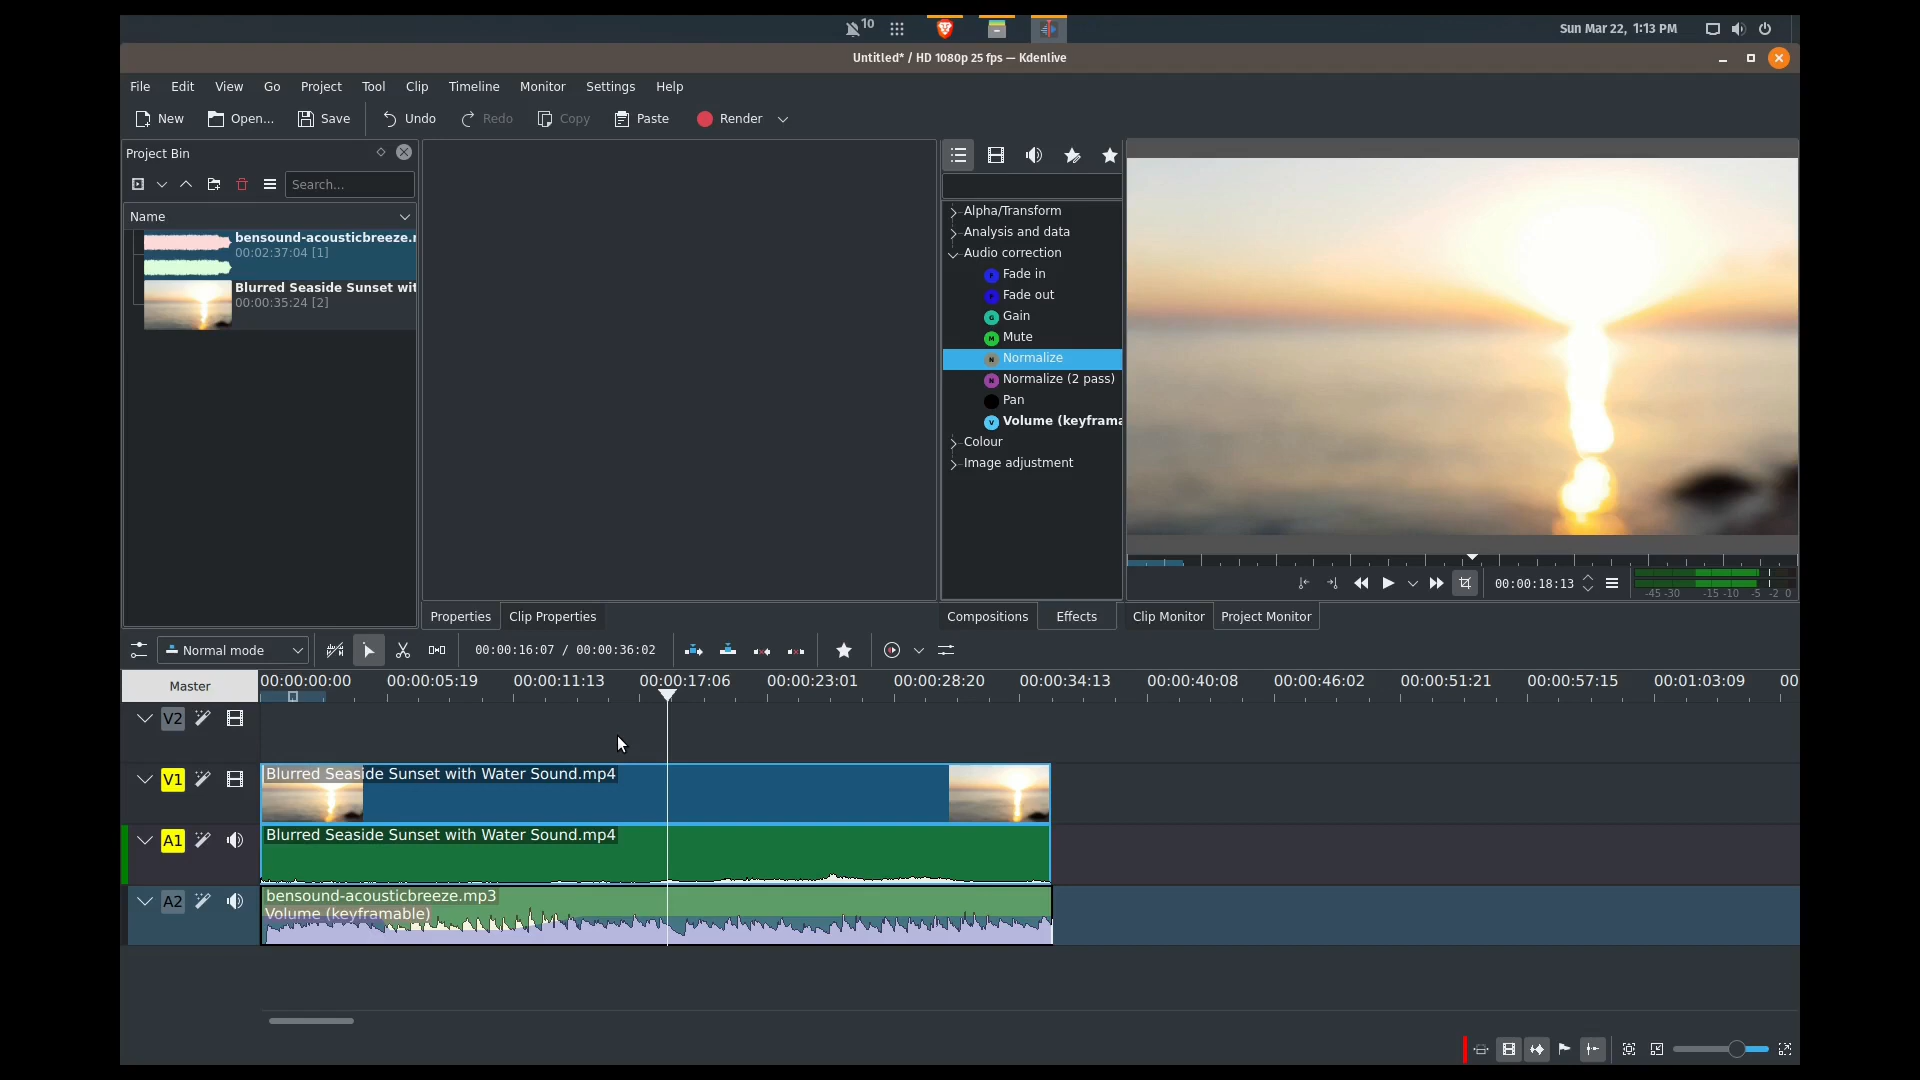 10
Sun Mar 22, 1:13 PM
Untitled* / HD 1080p 25 fps — Kdenlive
File Edit View Go Project Tool Clip Timeline Monitor Settings Help
New Open... Save Undo Redo Copy Paste Render
Project Bin
Search...
Name
bensound-acousticbreeze.r
00:02:37:04 [1]
Blurred Seaside Sunset wit
00:00:35:24 [2]
Alpha/Transform
Analysis and data
Audio correction
Fade in
Fade out
Gain
Mute
Normalize
Normalize (2 pass)
Pan
Volume (keyframa
Colour
Image adjustment
00:00:18:13
-45 -30 -15 -10 -5 -2 0
Properties Clip Properties
Compositions Effects
Clip Monitor Project Monitor
Normal mode
00:00:16:07 / 00:00:36:02
Master
00:00:00:00 00:00:05:19 00:00:11:13 00:00:17:06 00:00:23:01 00:00:28:20 00:00:34:13 00:00:40:08 00:00:46:02 00:00:51:21 00:00:57:15 00:01:03:09 00
V2
V1
Blurred Seaside Sunset with Water Sound.mp4
A1
Blurred Seaside Sunset with Water Sound.mp4
A2
bensound-acousticbreeze.mp3
Volume (keyframable)